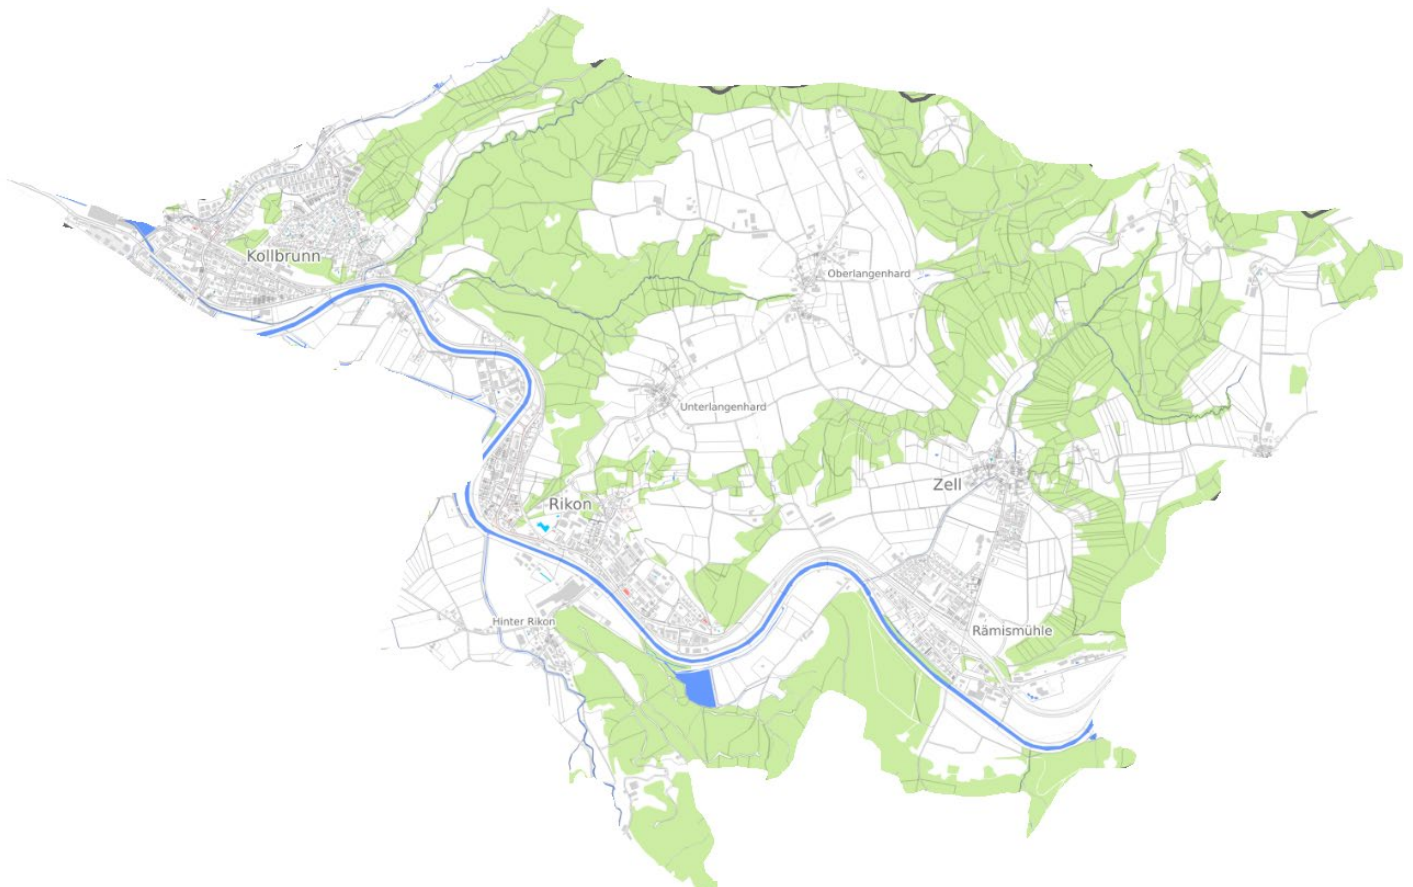 Kollbrunn
Oberlangenhard
Unterlangenhard
Zell
Rikon
Hinter Rikon
Rämismühle